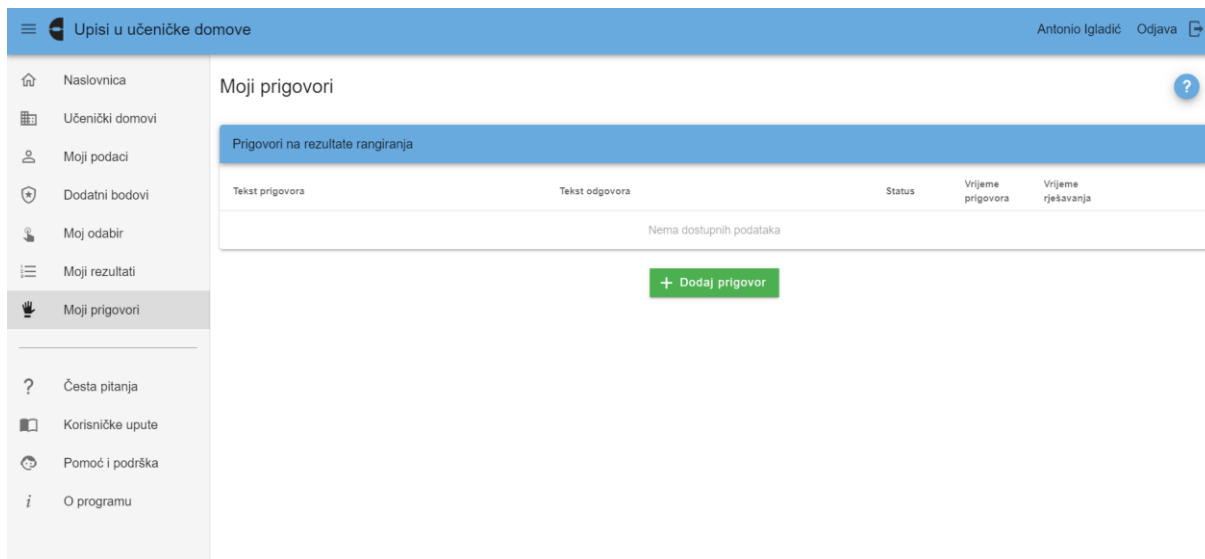 Upisi u učeničke domove
Antonio Igladić Odjava
Naslovnica
Učenički domovi
Moji podaci
Dodatni bodovi
Moj odabir
Moji rezultati
Moji prigovori
Česta pitanja
Korisničke upute
Pomoć i podrška
O programu
Moji prigovori
?
Prigovori na rezultate rangiranja
Tekst prigovora Tekst odgovora Status Vrijeme prigovora Vrijeme rješavanja
Nema dostupnih podataka
+ Dodaj prigovor